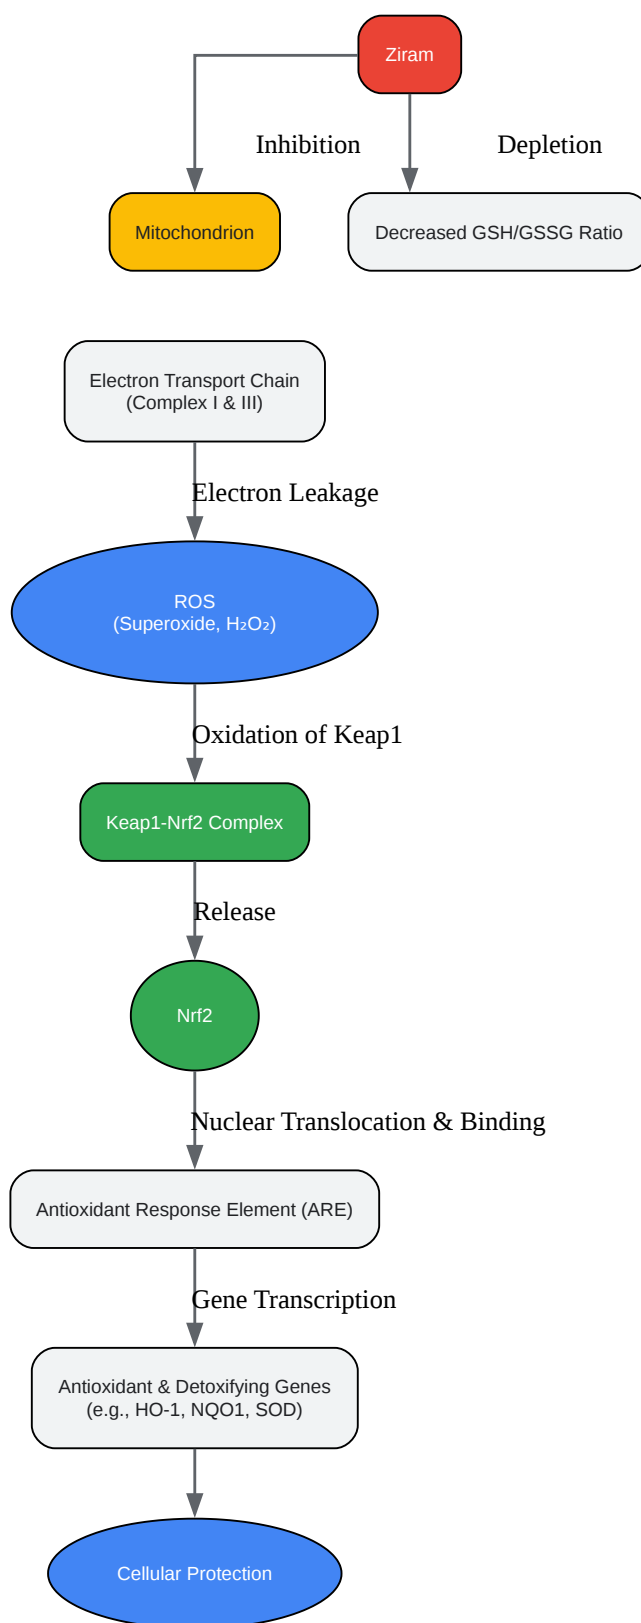 Ziram
Inhibition
Depletion
Mitochondrion
Decreased GSH/GSSG Ratio
Electron Transport Chain
(Complex I & III)
Electron Leakage
ROS
(Superoxide, H₂O₂)
Oxidation of Keap1
Keap1-Nrf2 Complex
Release
Nrf2
Nuclear Translocation & Binding
Antioxidant Response Element (ARE)
Gene Transcription
Antioxidant & Detoxifying Genes
(e.g., HO-1, NQO1, SOD)
Cellular Protection